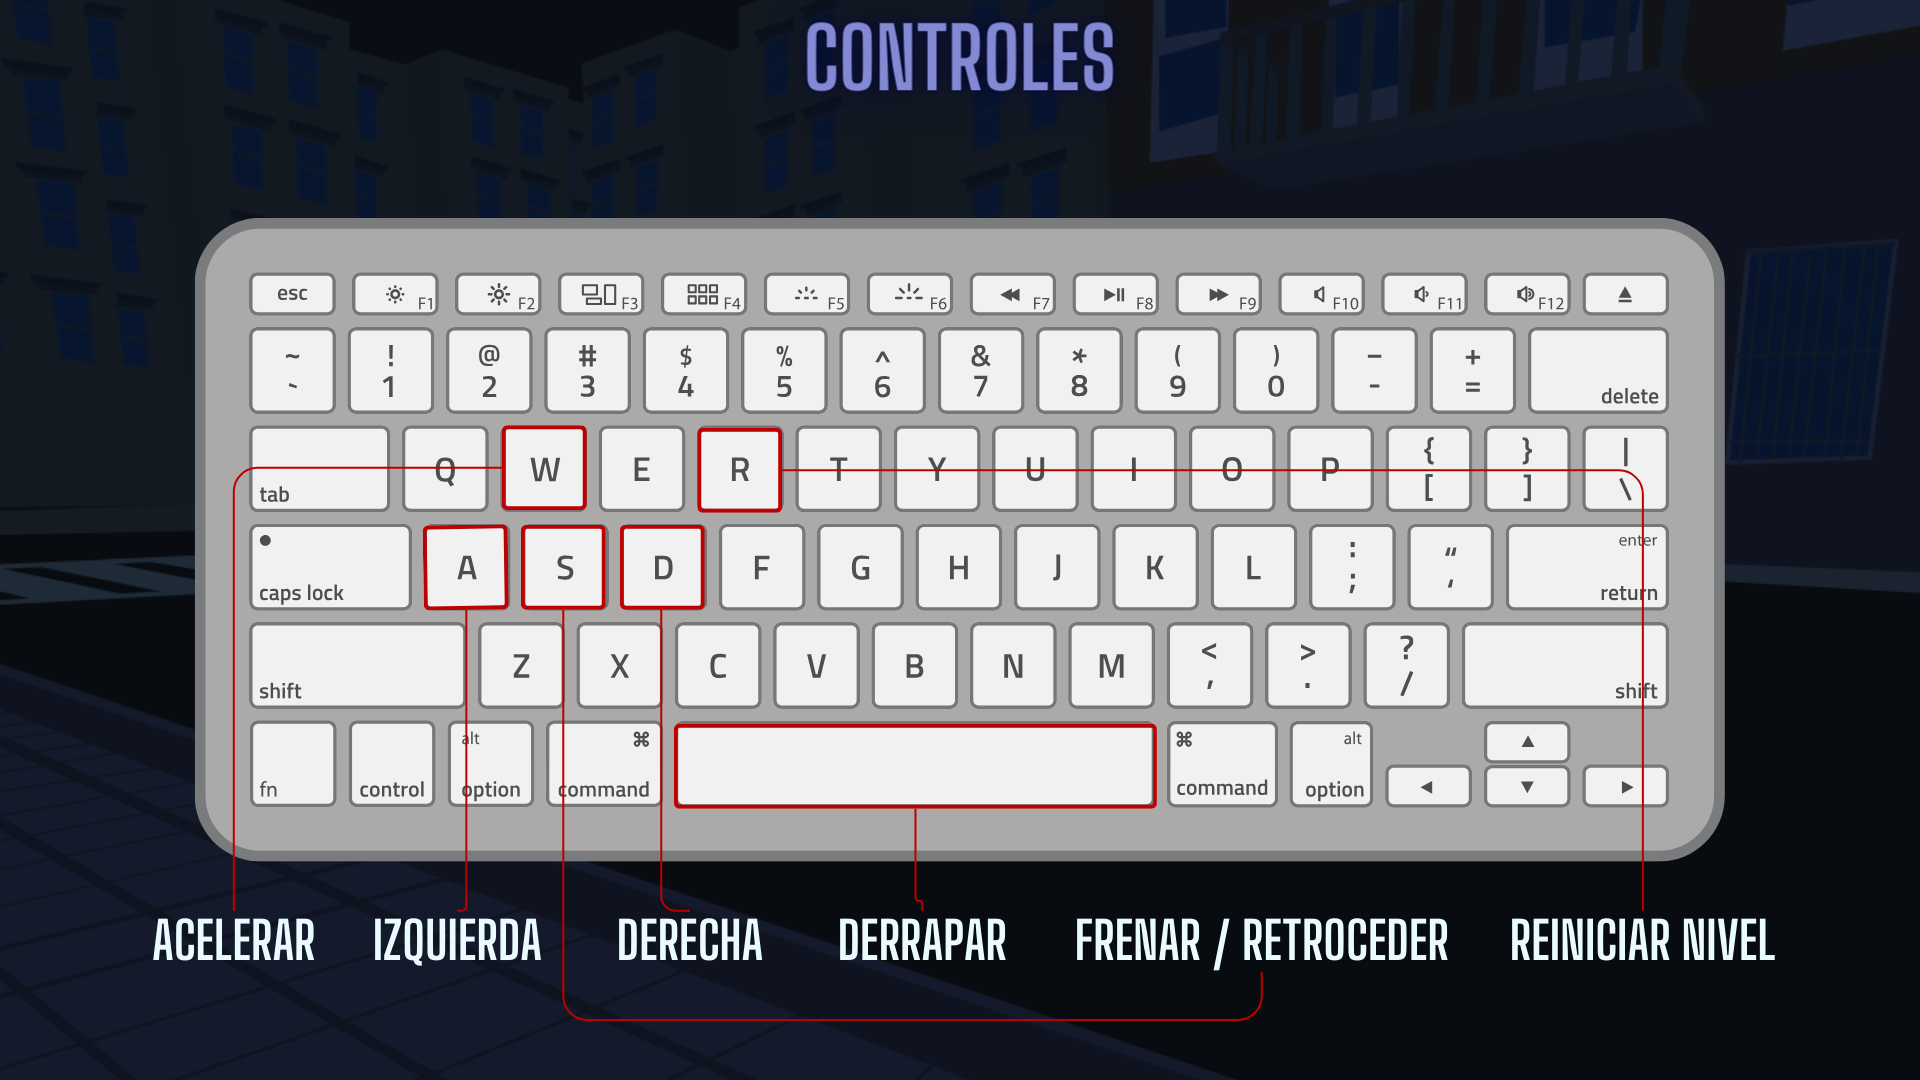 CONTROLES
esc F1 F2 F3 F4 F5 F6 F7 F8 F9 F10 F11 F12
~ ! @ # $ % ^ & * ( ) – +
` 1 2 3 4 5 6 7 8 9 0 - = delete
tab Q W E R T Y U I O P { [ } ] | \
caps lock A S D F G H J K L : ; “ ‘ enter return
shift Z X C V B N M < , > . ? / shift
fn control alt option ⌘ command ⌘ command alt option
ACELERAR IZQUIERDA DERECHA DERRAPAR FRENAR / RETROCEDER REINICIAR NIVEL